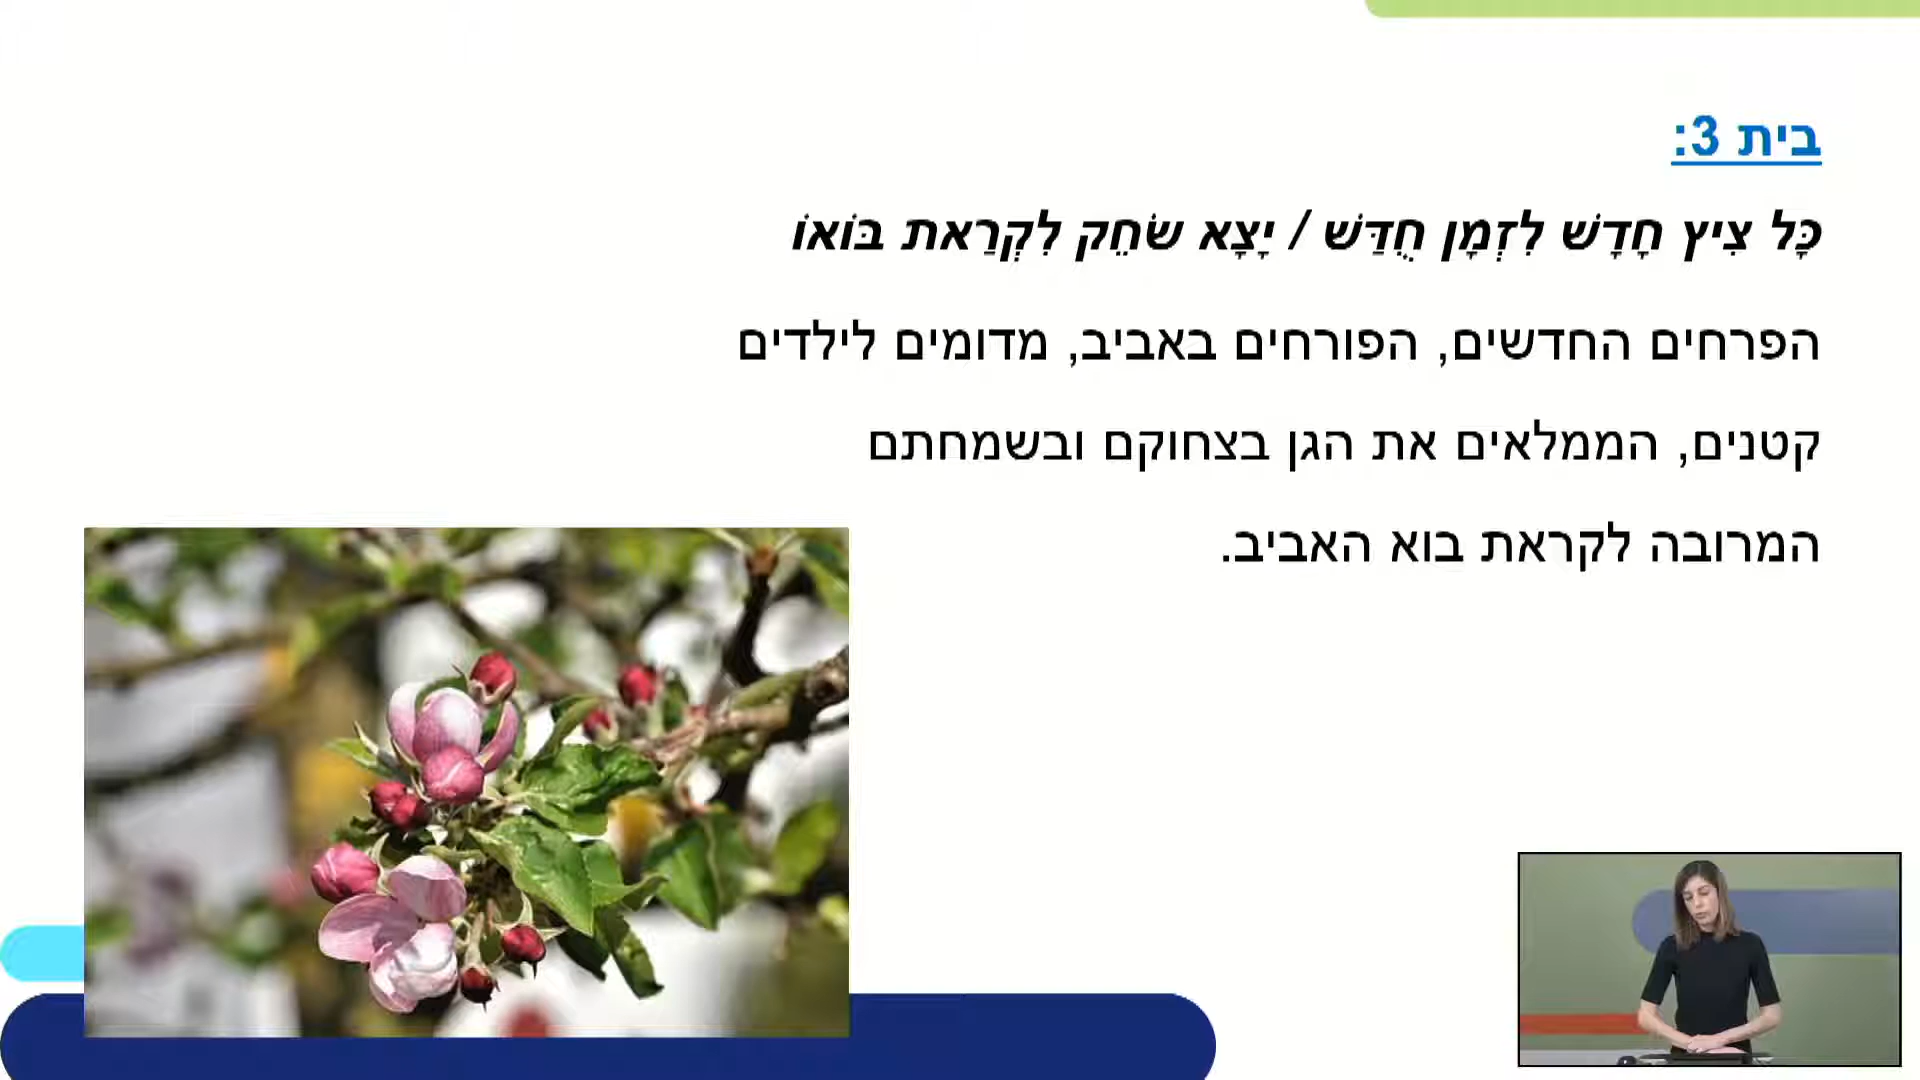 בית 3:
כָּל צִיץ חָדָשׁ לִזְמָן חֻדַּשׁ / יָצָא שׂחֵק לִקְרַאת בּוֹאוֹ
הפרחים החדשים, הפורחים באביב, מדומים לילדים
קטנים, הממלאים את הגן בצחוקם ובשמחתם
המרובה לקראת בוא האביב.